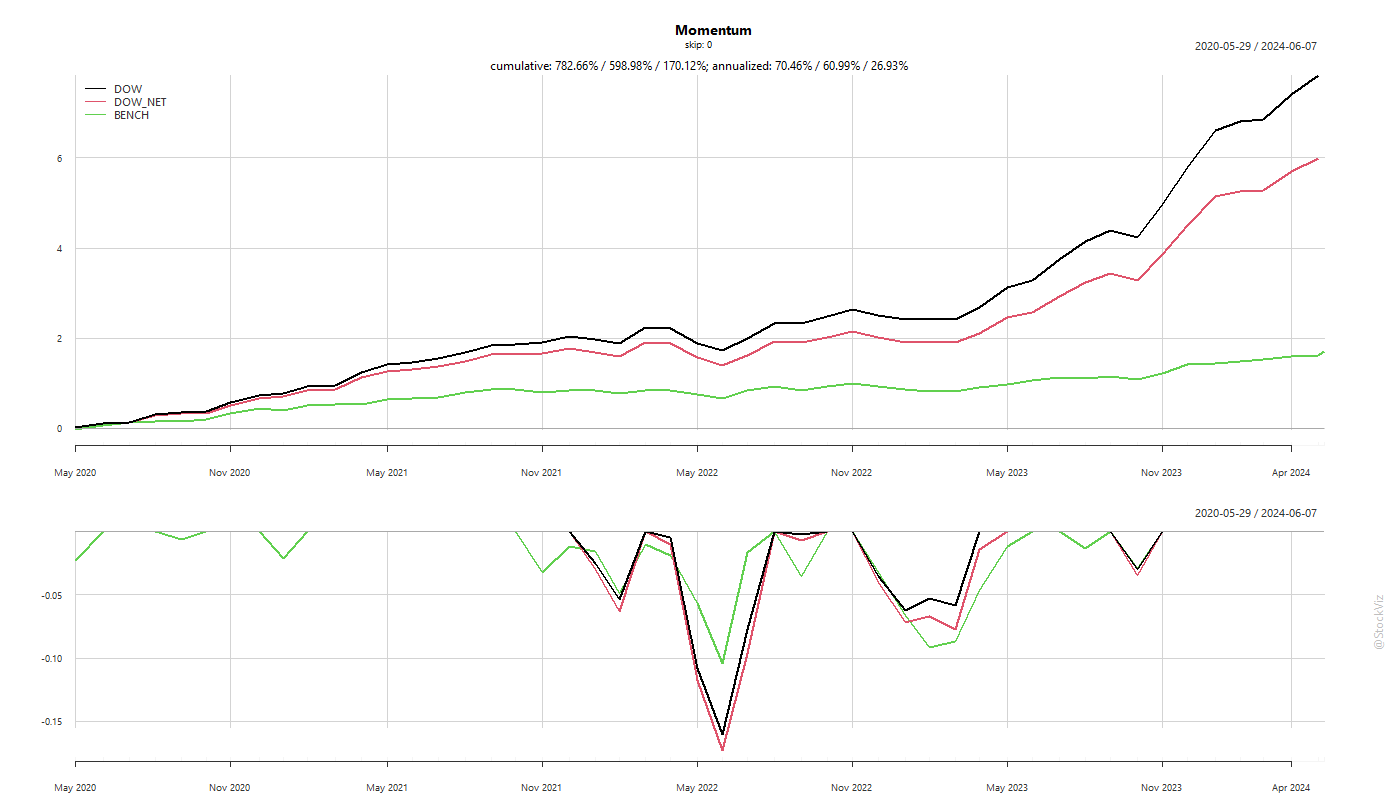 Momentum
skip: 0
2020-05-29 / 2024-06-07
cumulative: 782.66% / 598.98% / 170.12%; annualized: 70.46% / 60.99% / 26.93%
DOW
DOW_NET
BENCH
6
4
2
0
May 2020 Nov 2020 May 2021 Nov 2021 May 2022 Nov 2022 May 2023 Nov 2023 Apr 2024
2020-05-29 / 2024-06-07
-0.05
-0.10
-0.15
May 2020 Nov 2020 May 2021 Nov 2021 May 2022 Nov 2022 May 2023 Nov 2023 Apr 2024
@StockViz